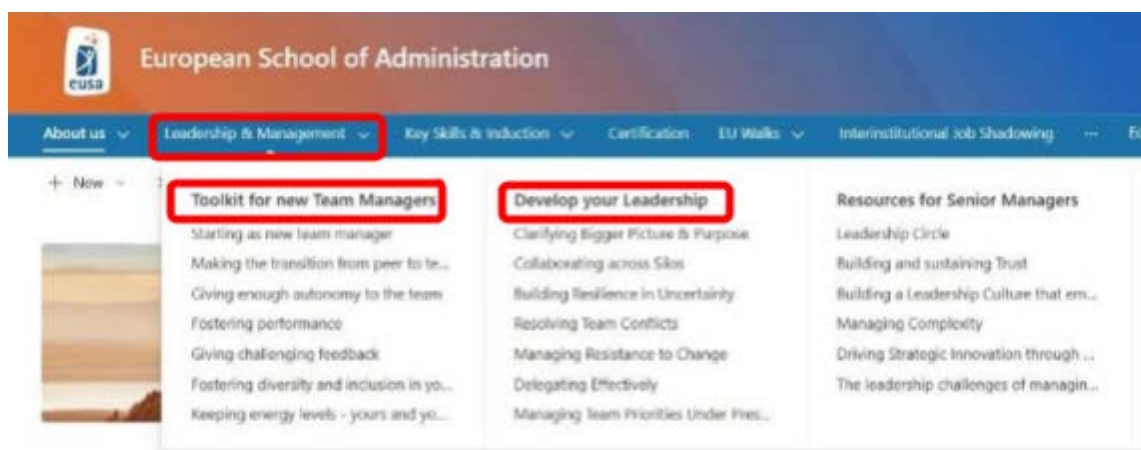 eusa
European School of Administration
About us
Leadership & Management
Key Skills & Induction
Certification
EU Walks
Interinstitutional Job Shadowing
...
+ New
Toolkit for new Team Managers
Starting as new team manager
Making the transition from peer to te...
Giving enough autonomy to the team
Fostering performance
Giving challenging feedback
Fostering diversity and inclusion in yo...
Keeping energy levels - yours and yo...
Develop your Leadership
Clarifying Bigger Picture & Purpose
Collaborating across Silos
Building Resilience in Uncertainty
Resolving Team Conflicts
Managing Resistance to Change
Delegating Effectively
Managing Team Priorities Under Pres...
Resources for Senior Managers
Leadership Circle
Building and sustaining Trust
Building a Leadership Culture that em...
Managing Complexity
Driving Strategic Innovation through ...
The leadership challenges of managin...